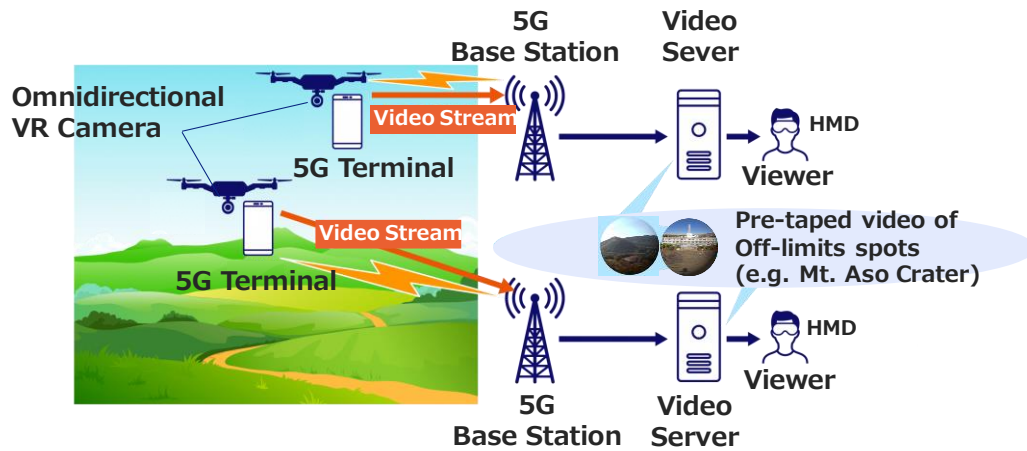 5G
Base Station
Video
Sever
Omnidirectional
VR Camera
Video Stream
5G Terminal
HMD
Viewer
Video Stream
5G Terminal
Pre-taped video of
Off-limits spots
(e.g. Mt. Aso Crater)
HMD
Viewer
5G
Base Station
Video
Server